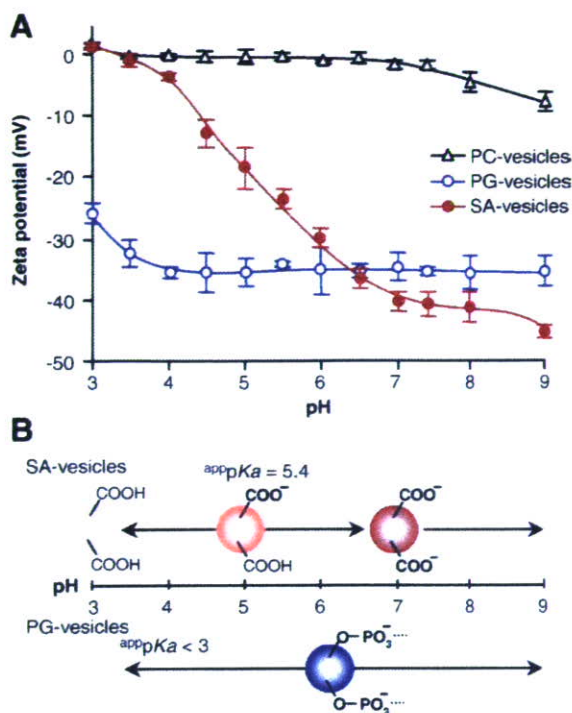 A
Zeta potential (mV)
0
-10
-20
-30
-40
-50
PC-vesicles
PG-vesicles
SA-vesicles
3 4 5 6 7 8 9
pH
B
SA-vesicles
apppKa = 5.4
COOH
COO⁻
COO⁻
COOH
COOH
COO⁻
pH
3 4 5 6 7 8 9
PG-vesicles
apppKa < 3
O-PO₃⁻
O-PO₃⁻